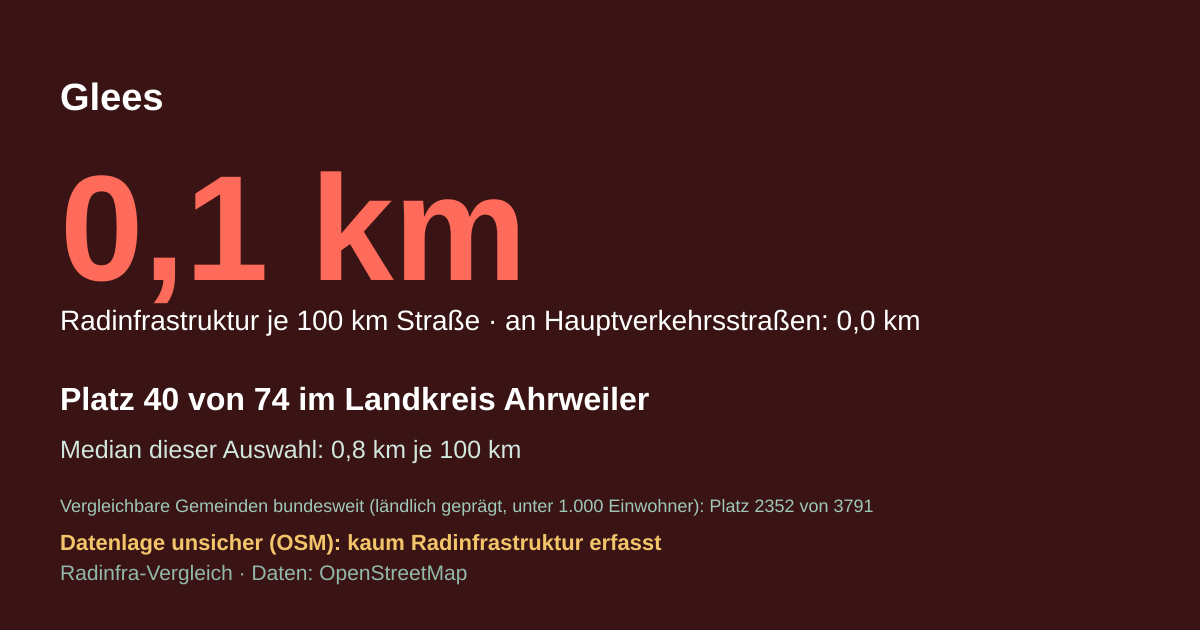 Glees
0,1 km
Radinfrastruktur je 100 km Straße · an Hauptverkehrsstraßen: 0,0 km
Platz 40 von 74 im Landkreis Ahrweiler
Median dieser Auswahl: 0,8 km je 100 km
Vergleichbare Gemeinden bundesweit (ländlich geprägt, unter 1.000 Einwohner): Platz 2352 von 3791
Datenlage unsicher (OSM): kaum Radinfrastruktur erfasst
Radinfra-Vergleich · Daten: OpenStreetMap